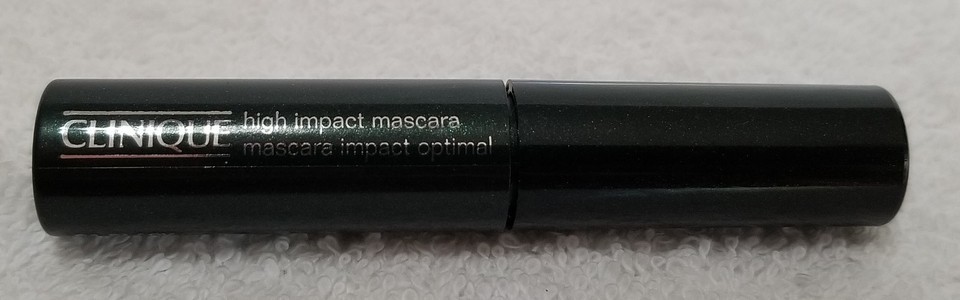 CLINIQUE
high impact mascara
mascara impact optimal